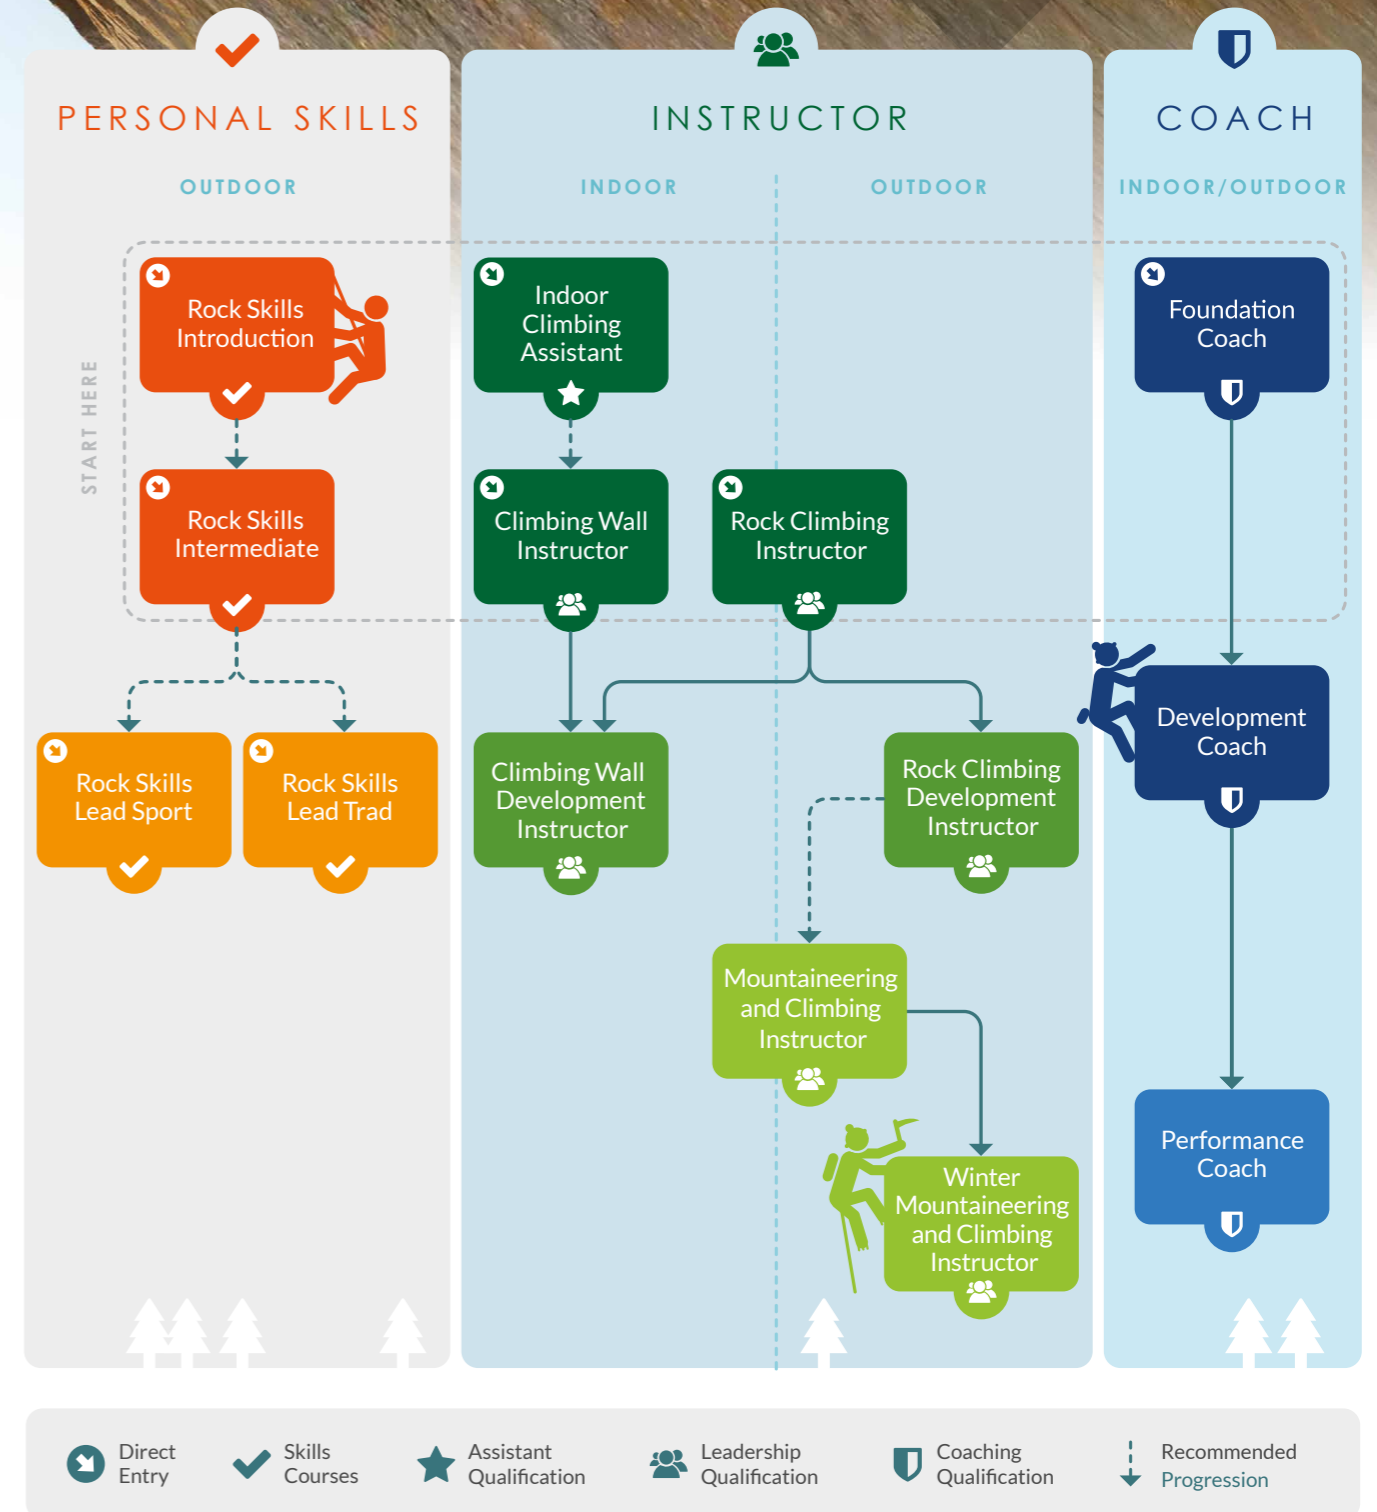 PERSONAL SKILLS
OUTDOOR
INSTRUCTOR
INDOOR
OUTDOOR
COACH
INDOOR/OUTDOOR
START HERE
Rock Skills
Introduction
Indoor
Climbing
Assistant
Foundation
Coach
Rock Skills
Intermediate
Climbing Wall
Instructor
Rock Climbing
Instructor
Development
Coach
Rock Skills
Lead Sport
Rock Skills
Lead Trad
Climbing Wall
Development
Instructor
Rock Climbing
Development
Instructor
Mountaineering
and Climbing
Instructor
Winter
Mountaineering
and Climbing
Instructor
Performance
Coach
Direct
Entry
Skills
Courses
Assistant
Qualification
Leadership
Qualification
Coaching
Qualification
Recommended
Progression